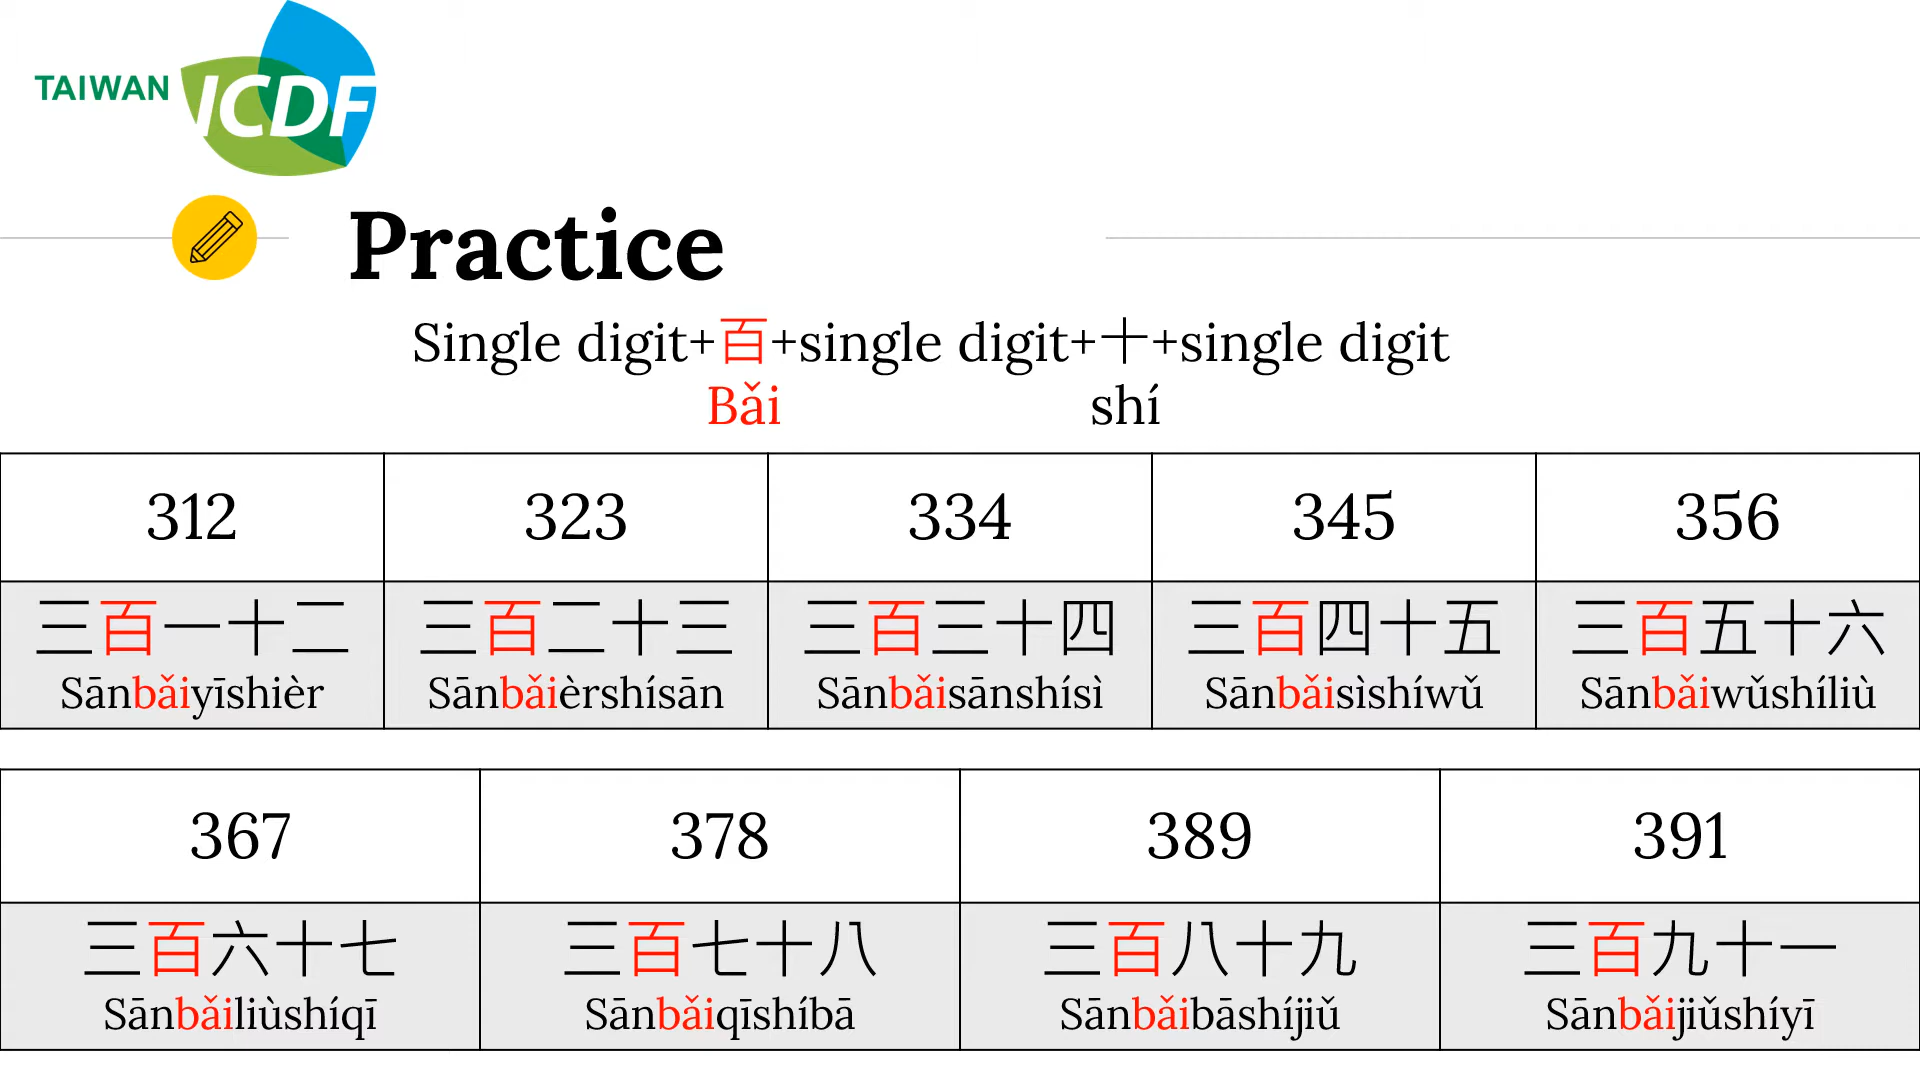 TAIWAN ICDF
Practice
Single digit+百+single digit+十+single digit
Bǎi shí
312 323 334 345 356
三百一十二 三百二十三 三百三十四 三百四十五 三百五十六
Sānbǎiyīshièr Sānbǎièrshísān Sānbǎisānshísì Sānbǎisìshíwǔ Sānbǎiwǔshíliù
367 378 389 391
三百六十七 三百七十八 三百八十九 三百九十一
Sānbǎiliùshíqī Sānbǎiqīshíbā Sānbǎibāshíjiǔ Sānbǎijiǔshíyī